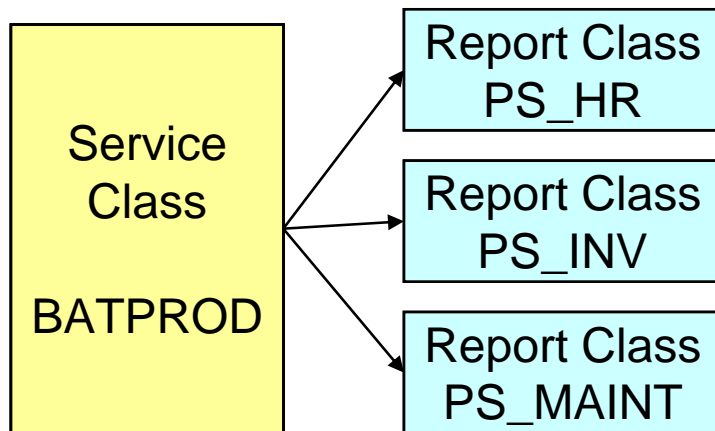 Service
Class
BATPROD
Report Class
PS_HR
Report Class
PS_INV
Report Class
PS_MAINT